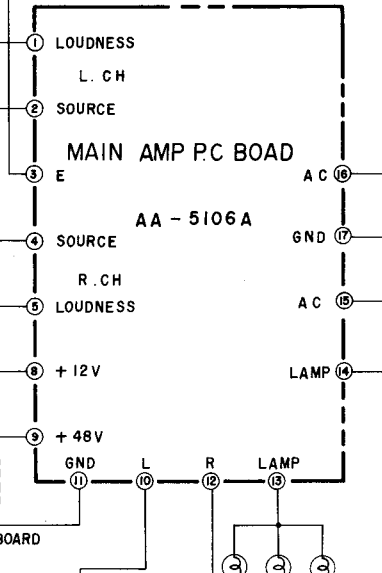 ① LOUDNESS
L. CH
② SOURCE
MAIN AMP P.C BOAD
③ E
AC ⑯
AA-5106A
④ SOURCE
GND ⑰
R. CH
⑤ LOUDNESS
AC ⑮
⑧ +12V
LAMP ⑭
⑨ +48V
GND L R LAMP
⑪ ⑩ ⑫ ⑬
BOARD